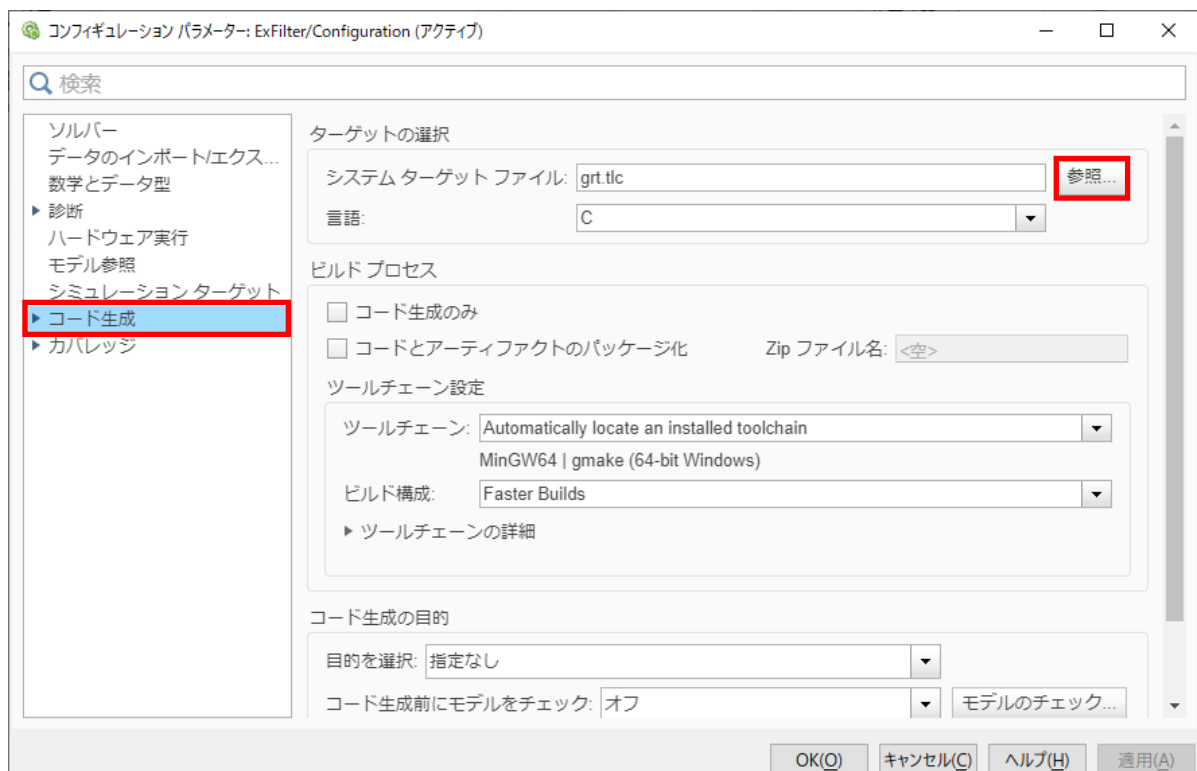 コンフィギュレーション パラメーター: ExFilter/Configuration (アクティブ)
検索
ソルバー
データのインポート/エクス...
数学とデータ型
診断
ハードウェア実行
モデル参照
シミュレーション ターゲット
コード生成
カバレッジ
ターゲットの選択
システム ターゲット ファイル: grt.tlc 参照...
言語: C
ビルド プロセス
コード生成のみ
コードとアーティファクトのパッケージ化 Zip ファイル名: <空>
ツールチェーン設定
ツールチェーン: Automatically locate an installed toolchain
MinGW64 | gmake (64-bit Windows)
ビルド構成: Faster Builds
ツールチェーンの詳細
コード生成の目的
目的を選択: 指定なし
コード生成前にモデルをチェック: オフ モデルのチェック...
OK(O) キャンセル(C) ヘルプ(H) 適用(A)